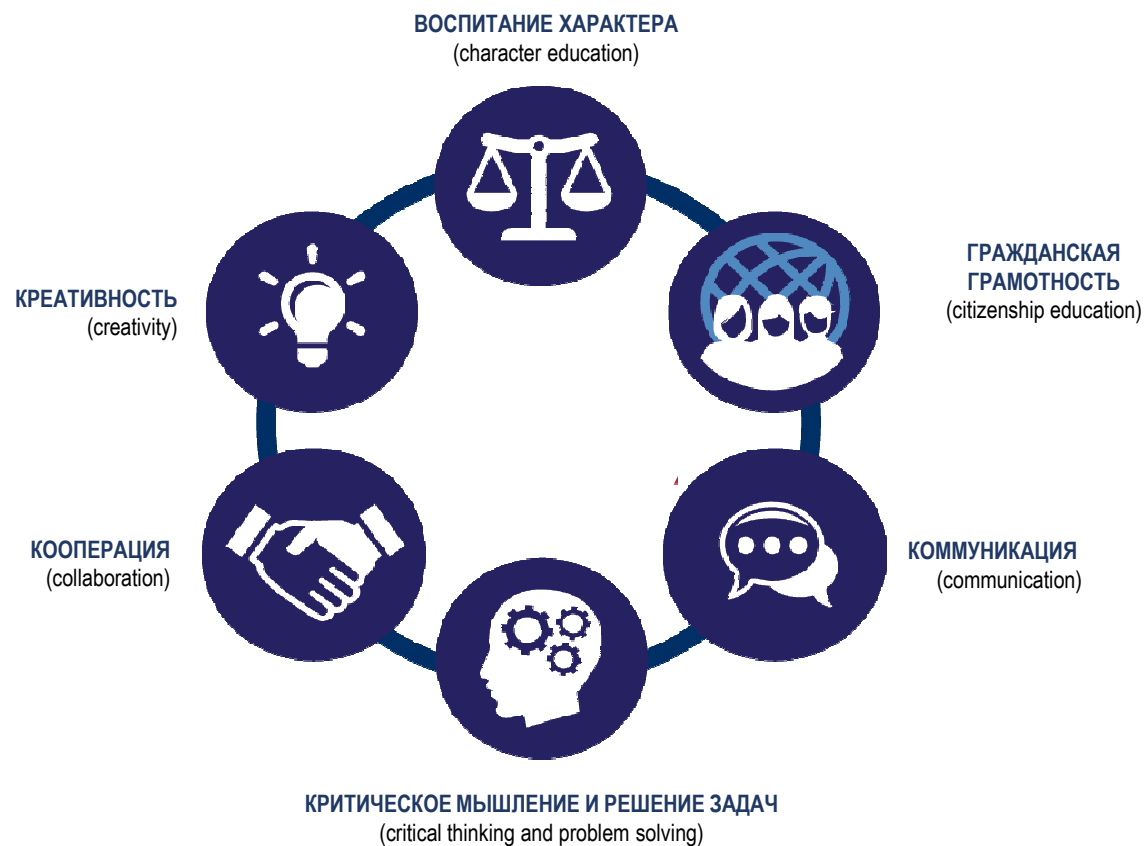 ВОСПИТАНИЕ ХАРАКТЕРА
(character education)
ГРАЖДАНСКАЯ
ГРАМОТНОСТЬ
(citizenship education)
КРЕАТИВНОСТЬ
(creativity)
КООПЕРАЦИЯ
(collaboration)
КОММУНИКАЦИЯ
(communication)
КРИТИЧЕСКОЕ МЫШЛЕНИЕ И РЕШЕНИЕ ЗАДАЧ
(critical thinking and problem solving)